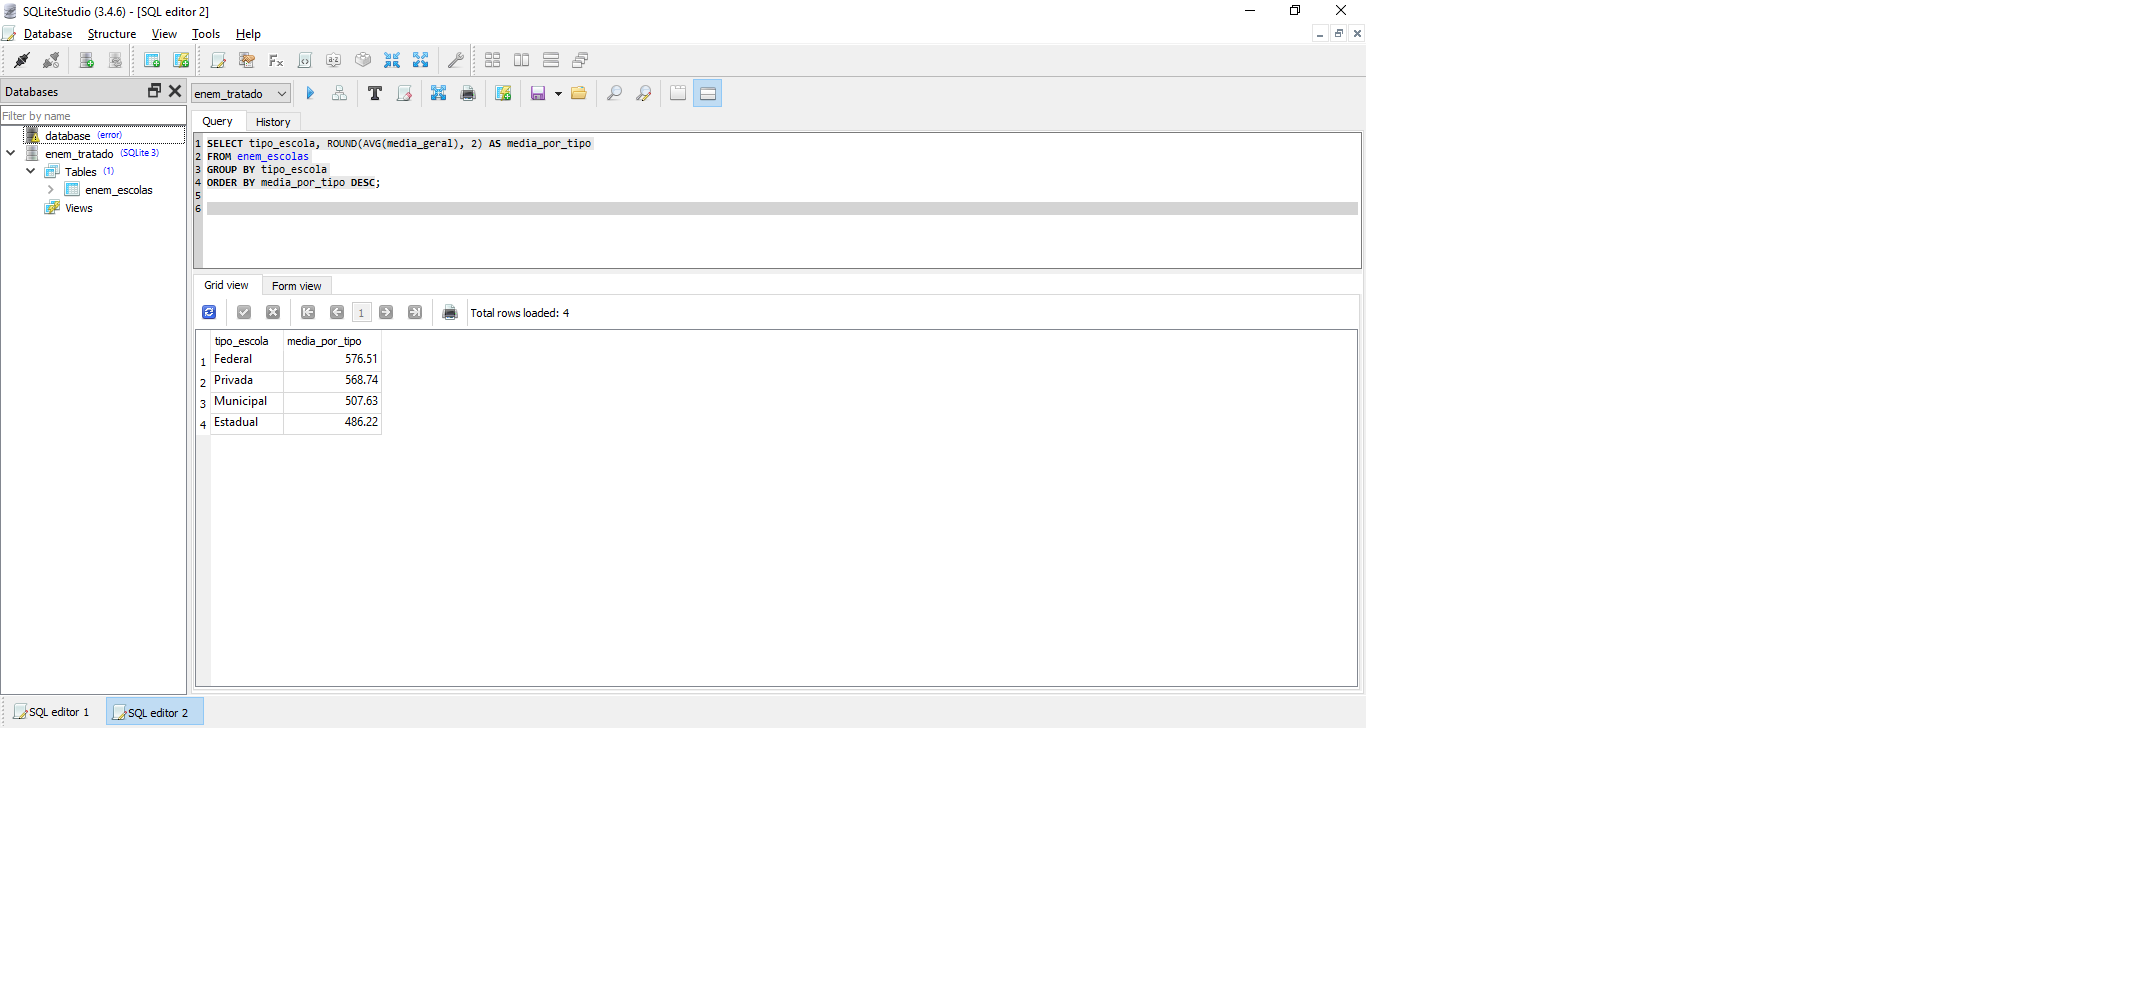 SQLiteStudio (3.4.6) - [SQL editor 2]
Database Structure View Tools Help
Databases
enem_tratado
Filter by name
Query History
database (error)
enem_tratado (SQLite 3)
Tables (1)
enem_escolas
Views
1 SELECT tipo_escola, ROUND(AVG(media_geral), 2) AS media_por_tipo
2 FROM enem_escolas
3 GROUP BY tipo_escola
4 ORDER BY media_por_tipo DESC;
5
6
Grid view Form view
1 Total rows loaded: 4
tipo_escola media_por_tipo
1 Federal 576.51
2 Privada 568.74
3 Municipal 507.63
4 Estadual 486.22
SQL editor 1 SQL editor 2